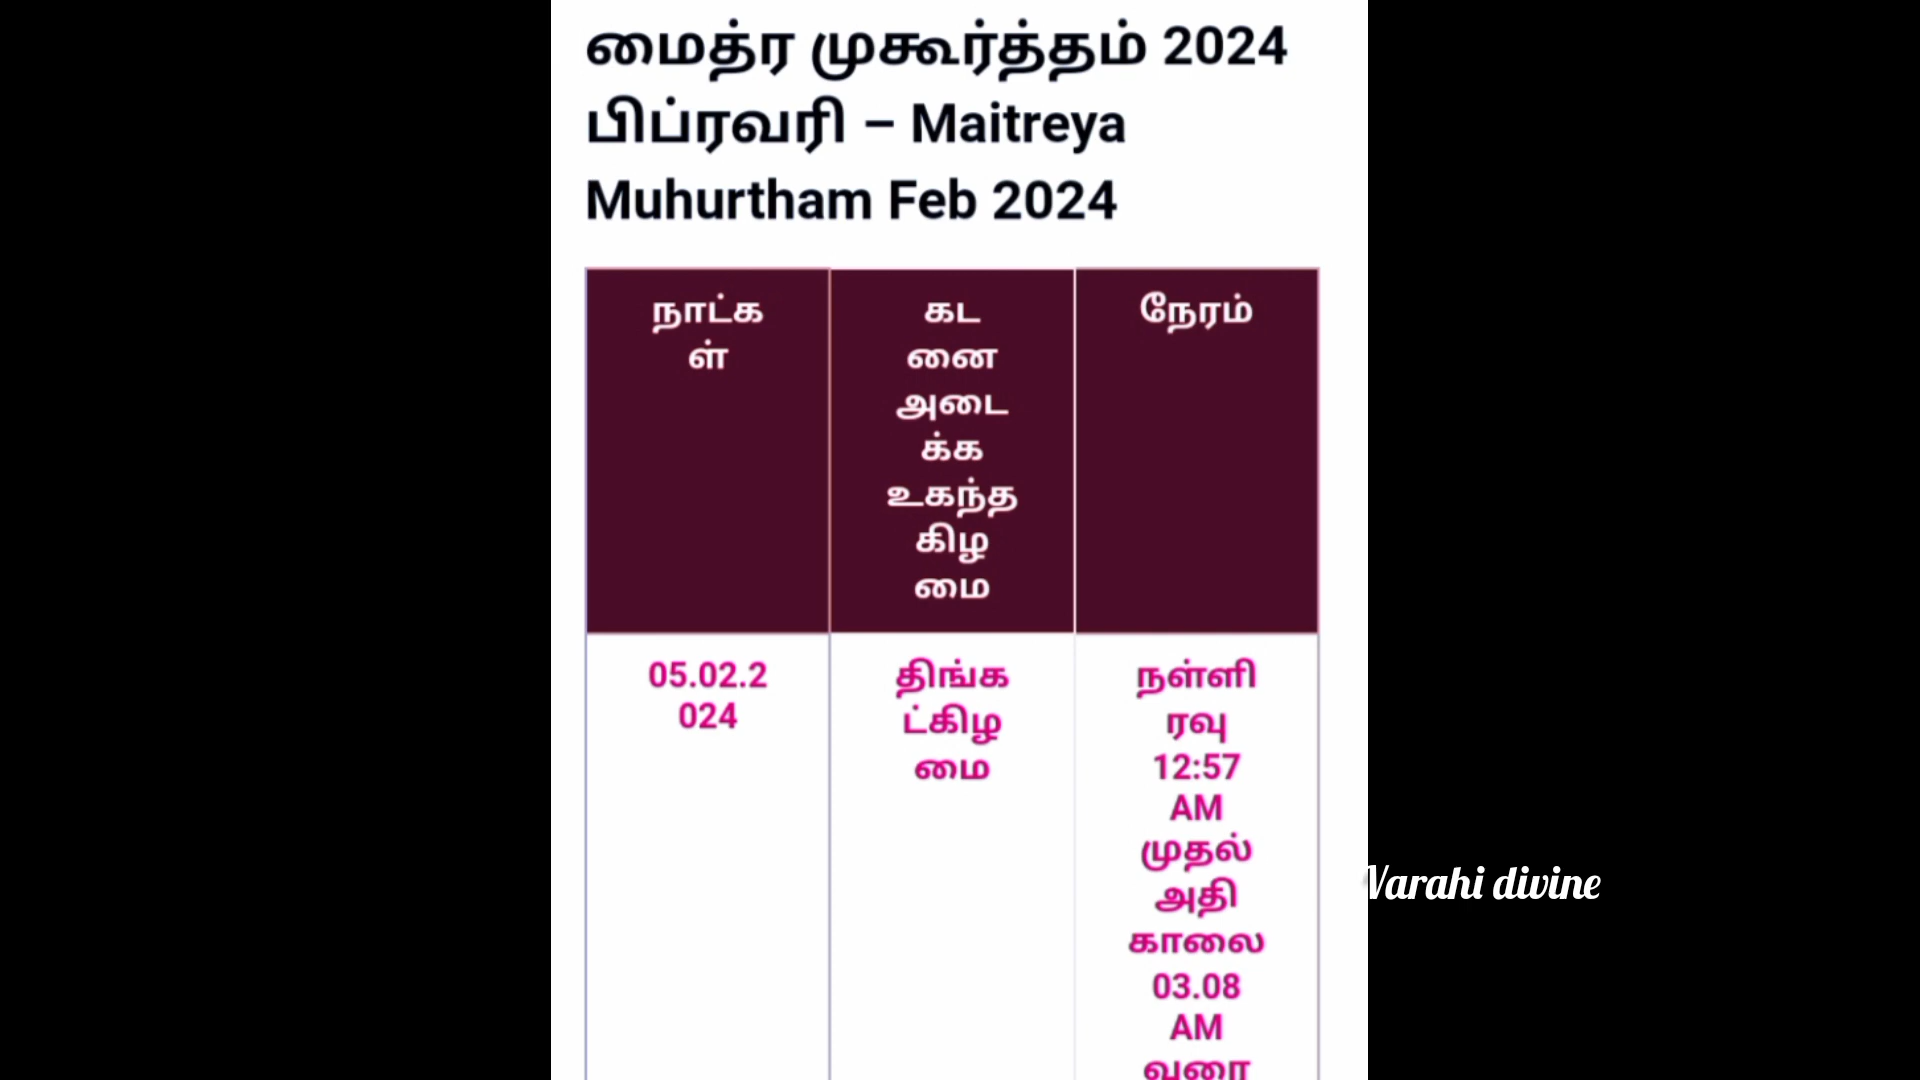 மைத்ர முகூர்த்தம் 2024
பிப்ரவரி – Maitreya
Muhurtham Feb 2024
நாட்க
ள்
கட
னை
அடை
க்க
உகந்த
கிழ
மை
நேரம்
05.02.2
024
திங்க
ட்கிழ
மை
நள்ளி
ரவு
12:57
AM
முதல்
அதி
காலை
03.08
AM
வரை
Varahi divine